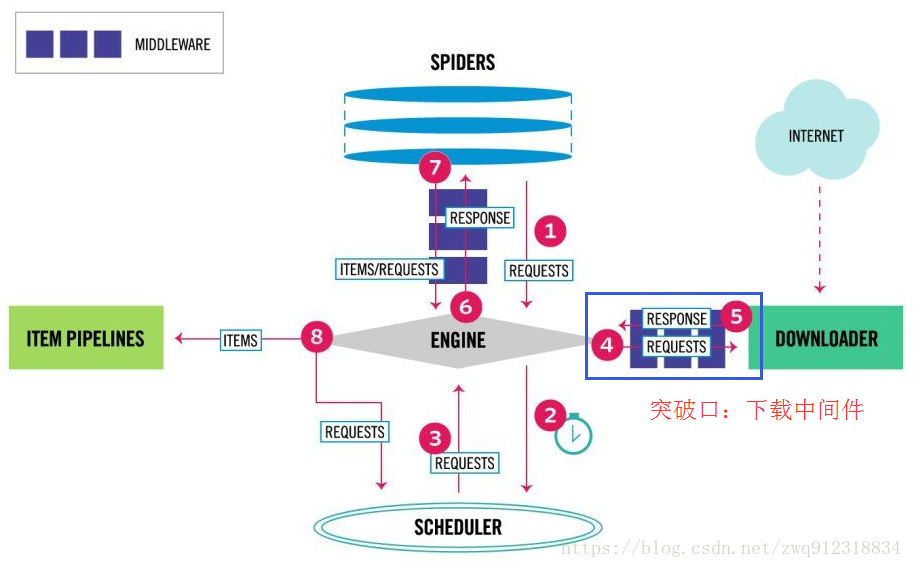 MIDDLEWARE
SPIDERS
INTERNET
7
RESPONSE
1
ITEMS/REQUESTS
REQUESTS
6
ITEM PIPELINES
ITEMS
8
ENGINE
4
RESPONSE
5
REQUESTS
DOWNLOADER
突破口：下载中间件
2
REQUESTS
3
REQUESTS
SCHEDULER
https://blog.csdn.net/zwq912318834